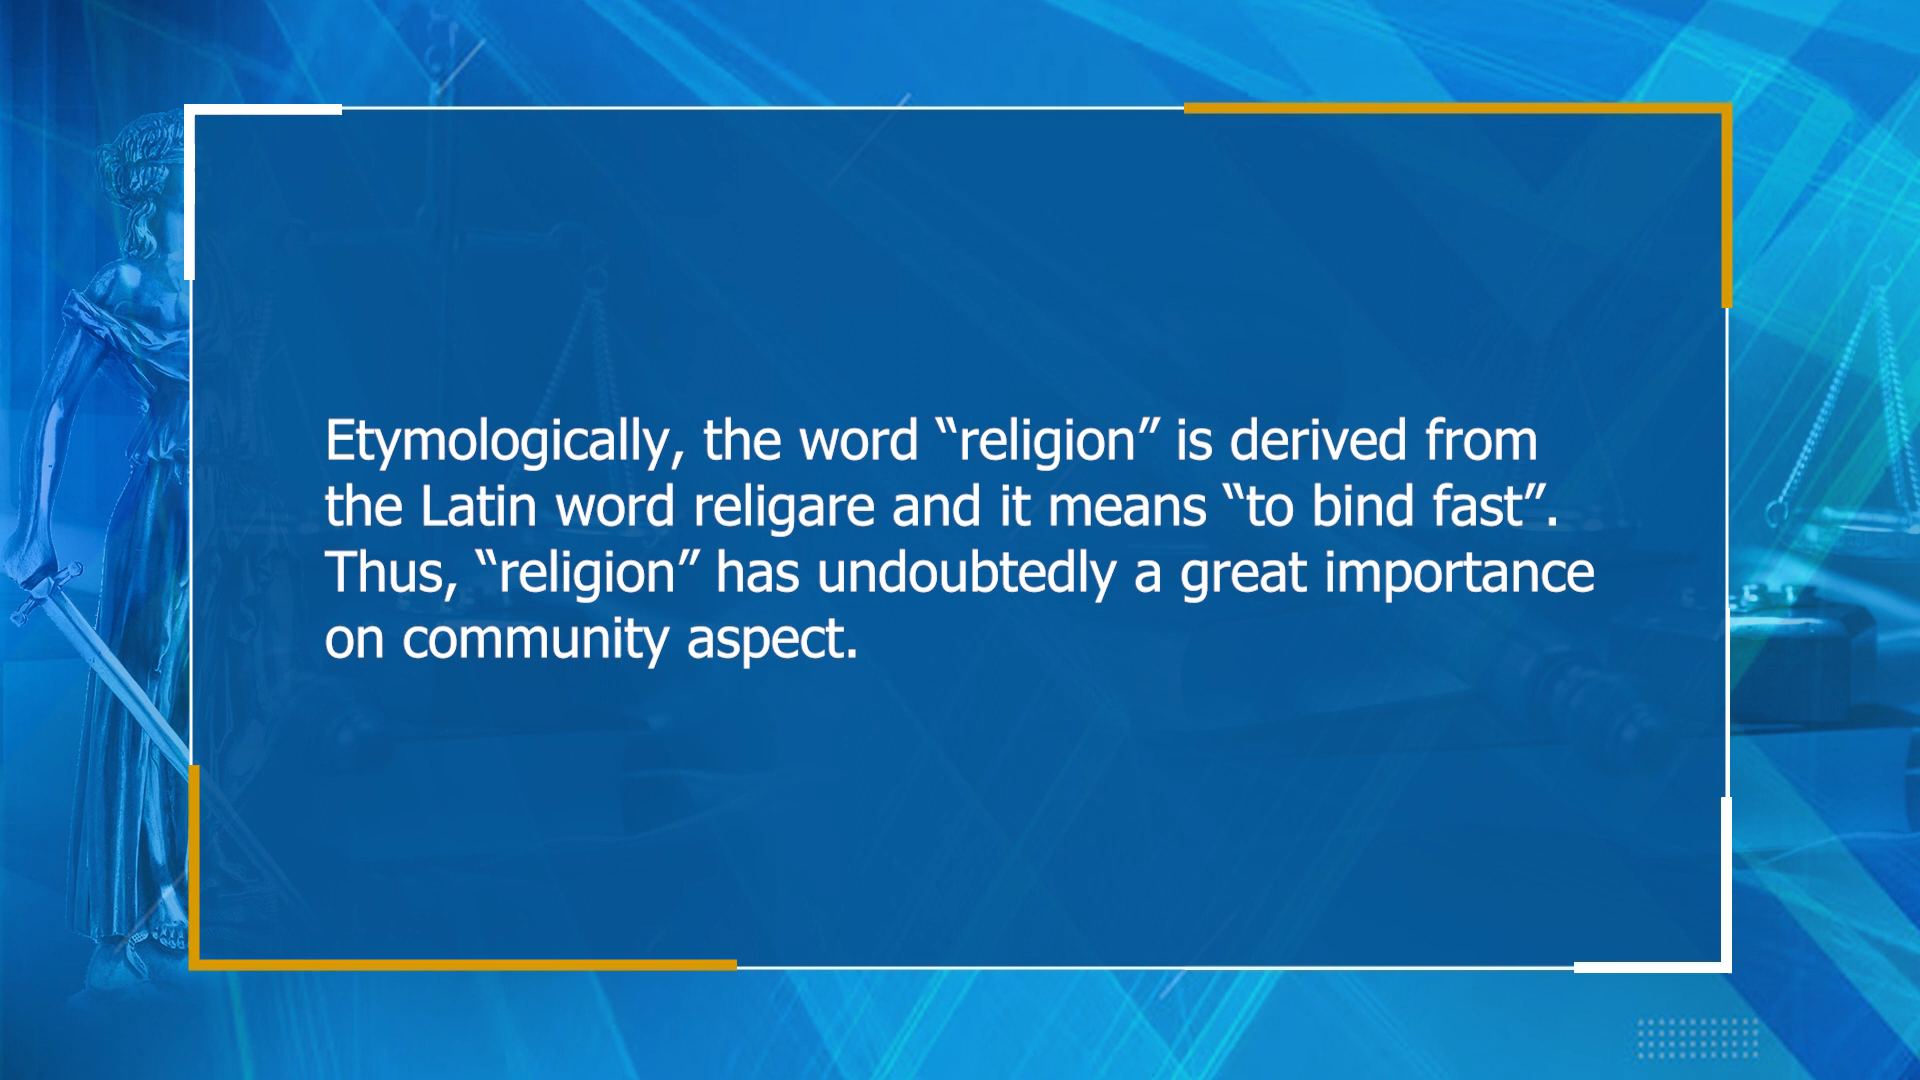 Etymologically, the word “religion” is derived from
the Latin word religare and it means “to bind fast”.
Thus, “religion” has undoubtedly a great importance
on community aspect.